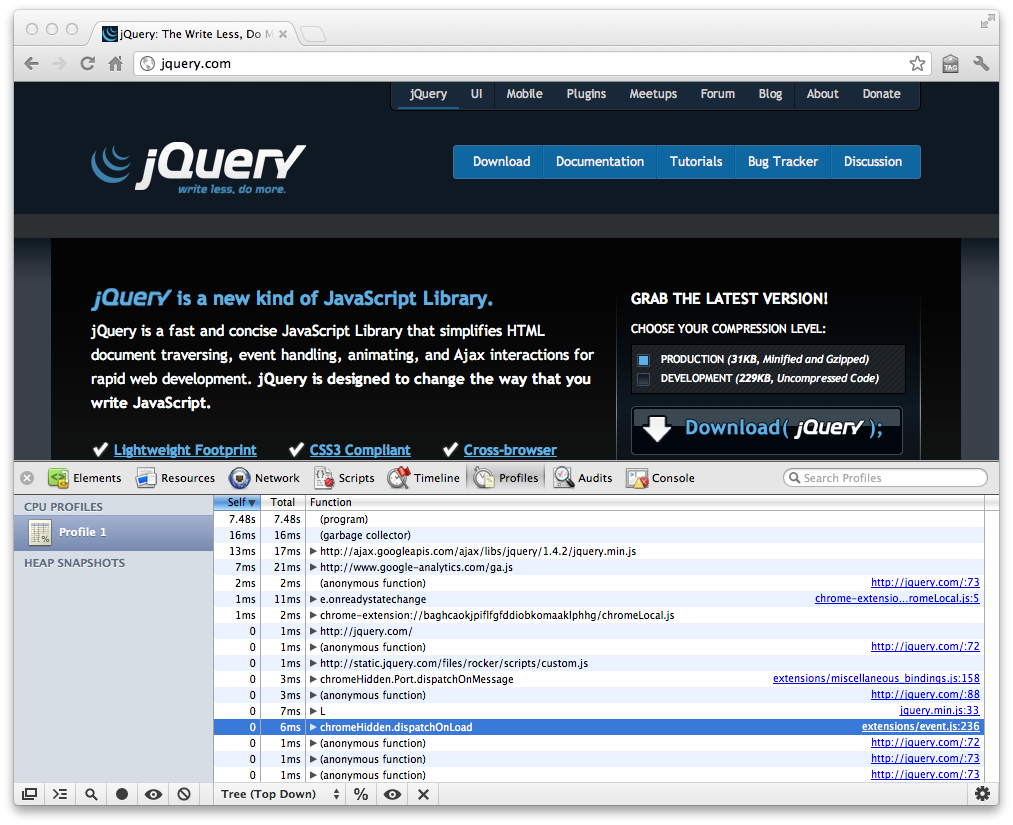 jQuery: The Write Less, Do M
jquery.com
TAG
jQuery UI Mobile Plugins Meetups Forum Blog About Donate
jQuery
write less, do more.
Download Documentation Tutorials Bug Tracker Discussion
jQuery is a new kind of JavaScript Library.
jQuery is a fast and concise JavaScript Library that simplifies HTML
document traversing, event handling, animating, and Ajax interactions for
rapid web development. jQuery is designed to change the way that you
write JavaScript.
Lightweight Footprint CSS3 Compliant Cross-browser
GRAB THE LATEST VERSION!
CHOOSE YOUR COMPRESSION LEVEL:
PRODUCTION (31KB, Minified and Gzipped)
DEVELOPMENT (229KB, Uncompressed Code)
Download( jQuery );
Elements Resources Network Scripts Timeline Profiles Audits Console Search Profiles
CPU PROFILES
Profile 1
HEAP SNAPSHOTS
Self Total Function
7.48s 7.48s (program)
16ms 16ms (garbage collector)
13ms 17ms http://ajax.googleapis.com/ajax/libs/jquery/1.4.2/jquery.min.js
7ms 21ms http://www.google-analytics.com/ga.js
2ms 2ms (anonymous function) http://jquery.com/:73
1ms 11ms e.onreadystatechange chrome-extensio...romeLocal.js:5
1ms 2ms chrome-extension://baghcaokjpiflfgfddiobkomaaklphhg/chromeLocal.js
0 1ms http://jquery.com/
0 1ms (anonymous function) http://jquery.com/:72
0 1ms http://static.jquery.com/files/rocker/scripts/custom.js
0 3ms chromeHidden.Port.dispatchOnMessage extensions/miscellaneous_bindings.js:158
0 3ms (anonymous function) http://jquery.com/:88
0 7ms L jquery.min.js:33
0 6ms chromeHidden.dispatchOnLoad extensions/event.js:236
0 1ms (anonymous function) http://jquery.com/:72
0 1ms (anonymous function) http://jquery.com/:73
0 1ms (anonymous function) http://jquery.com/:73
Tree (Top Down) %